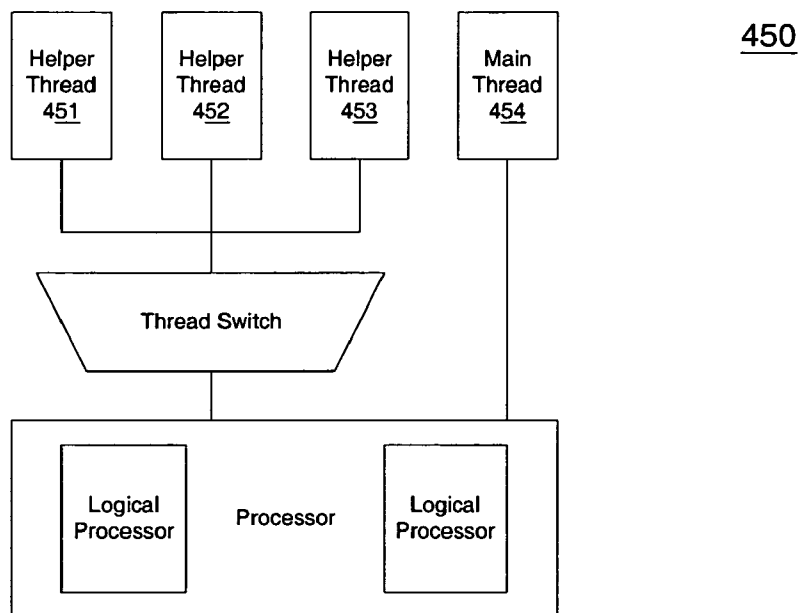 450
Helper
Thread
451
Helper
Thread
452
Helper
Thread
453
Main
Thread
454
Thread Switch
Logical
Processor
Processor
Logical
Processor